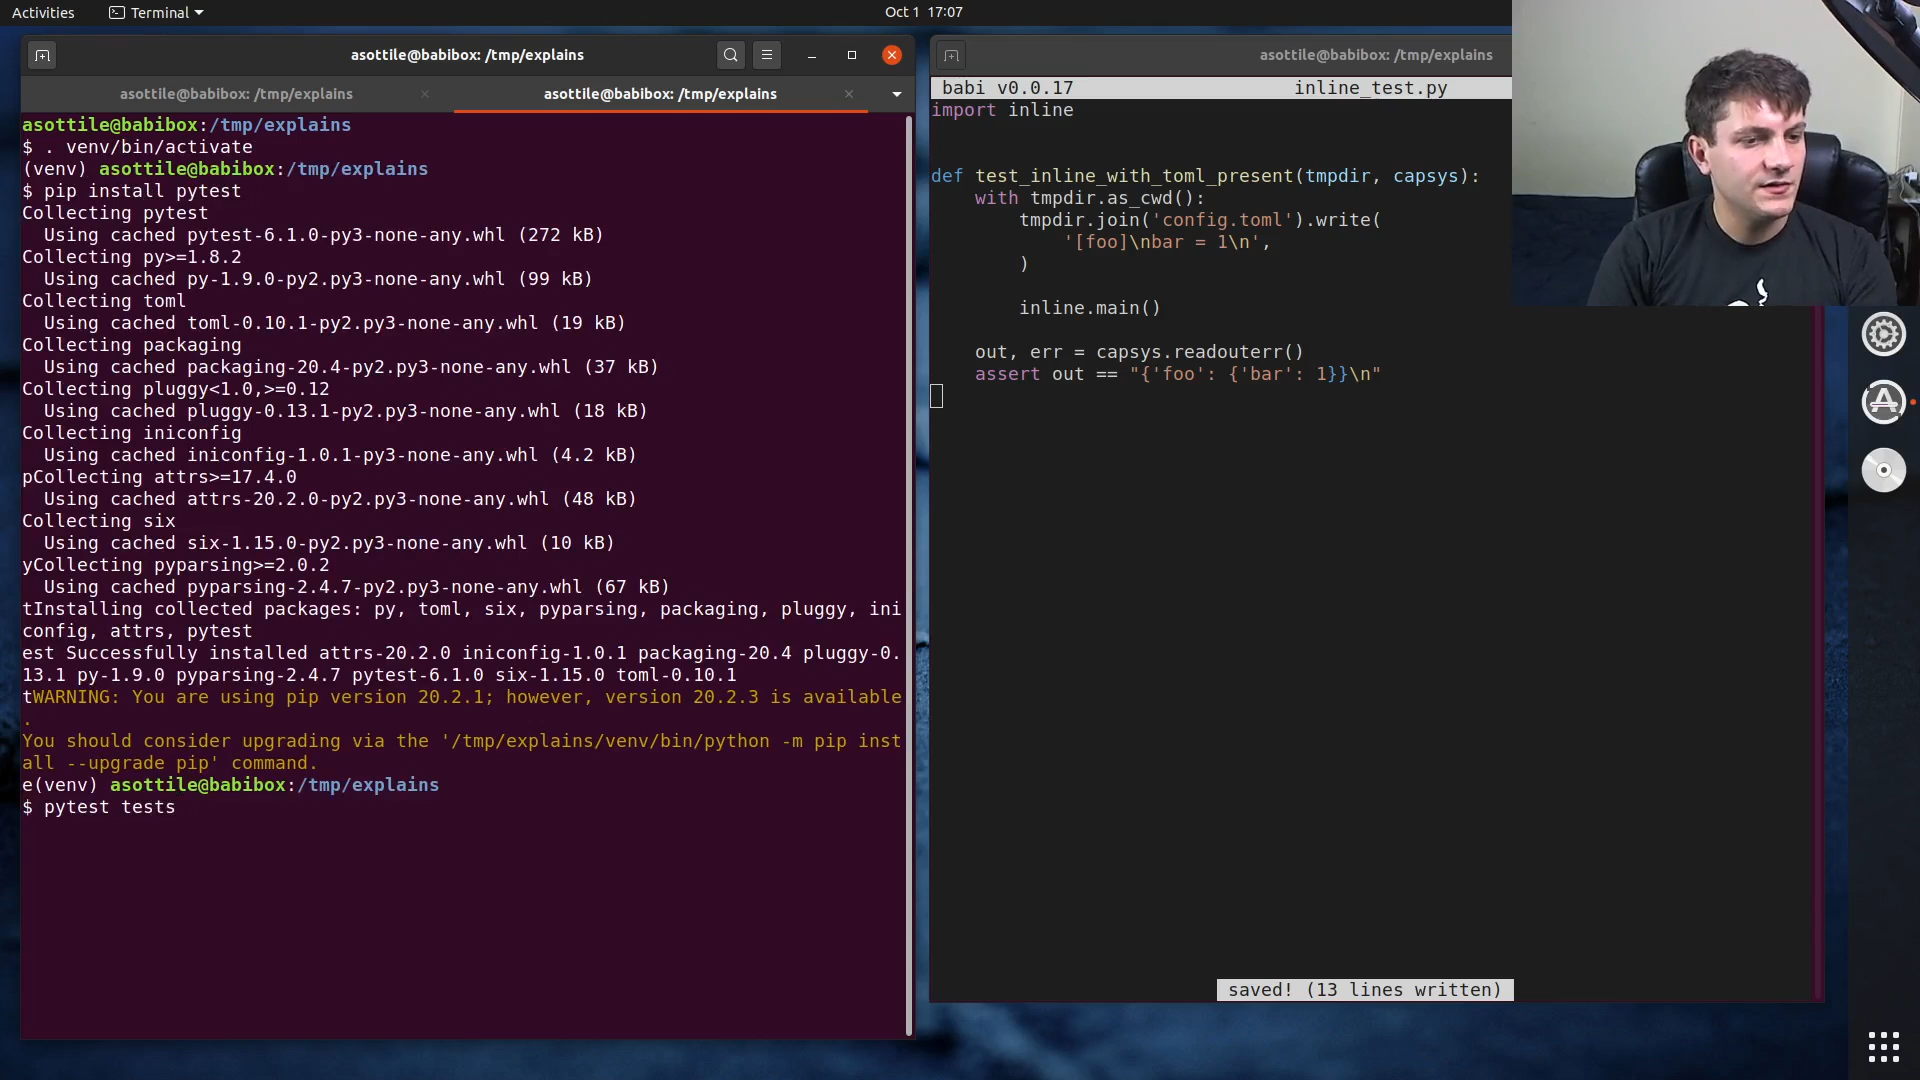 Activities
Terminal
Oct 1 17:07
asottile@babibox: /tmp/explains
asottile@babibox: /tmp/explains
asottile@babibox: /tmp/explains
asottile@babibox:/tmp/explains
$ . venv/bin/activate
(venv) asottile@babibox:/tmp/explains
$ pip install pytest
Collecting pytest
  Using cached pytest-6.1.0-py3-none-any.whl (272 kB)
Collecting py>=1.8.2
  Using cached py-1.9.0-py2.py3-none-any.whl (99 kB)
Collecting toml
  Using cached toml-0.10.1-py2.py3-none-any.whl (19 kB)
Collecting packaging
  Using cached packaging-20.4-py2.py3-none-any.whl (37 kB)
Collecting pluggy<1.0,>=0.12
  Using cached pluggy-0.13.1-py2.py3-none-any.whl (18 kB)
Collecting iniconfig
  Using cached iniconfig-1.0.1-py3-none-any.whl (4.2 kB)
pCollecting attrs>=17.4.0
  Using cached attrs-20.2.0-py2.py3-none-any.whl (48 kB)
Collecting six
  Using cached six-1.15.0-py2.py3-none-any.whl (10 kB)
yCollecting pyparsing>=2.0.2
  Using cached pyparsing-2.4.7-py2.py3-none-any.whl (67 kB)
tInstalling collected packages: py, toml, six, pyparsing, packaging, pluggy, ini
config, attrs, pytest
est Successfully installed attrs-20.2.0 iniconfig-1.0.1 packaging-20.4 pluggy-0.
13.1 py-1.9.0 pyparsing-2.4.7 pytest-6.1.0 six-1.15.0 toml-0.10.1
tWARNING: You are using pip version 20.2.1; however, version 20.2.3 is available
.
You should consider upgrading via the '/tmp/explains/venv/bin/python -m pip inst
all --upgrade pip' command.
e(venv) asottile@babibox:/tmp/explains
$ pytest tests
asottile@babibox: /tmp/explains
babi v0.0.17
inline_test.py
import inline
def test_inline_with_toml_present(tmpdir, capsys):
    with tmpdir.as_cwd():
        tmpdir.join('config.toml').write(
            '[foo]\nbar = 1\n',
        )
        inline.main()
    out, err = capsys.readouterr()
    assert out == "{'foo': {'bar': 1}}\n"
saved! (13 lines written)